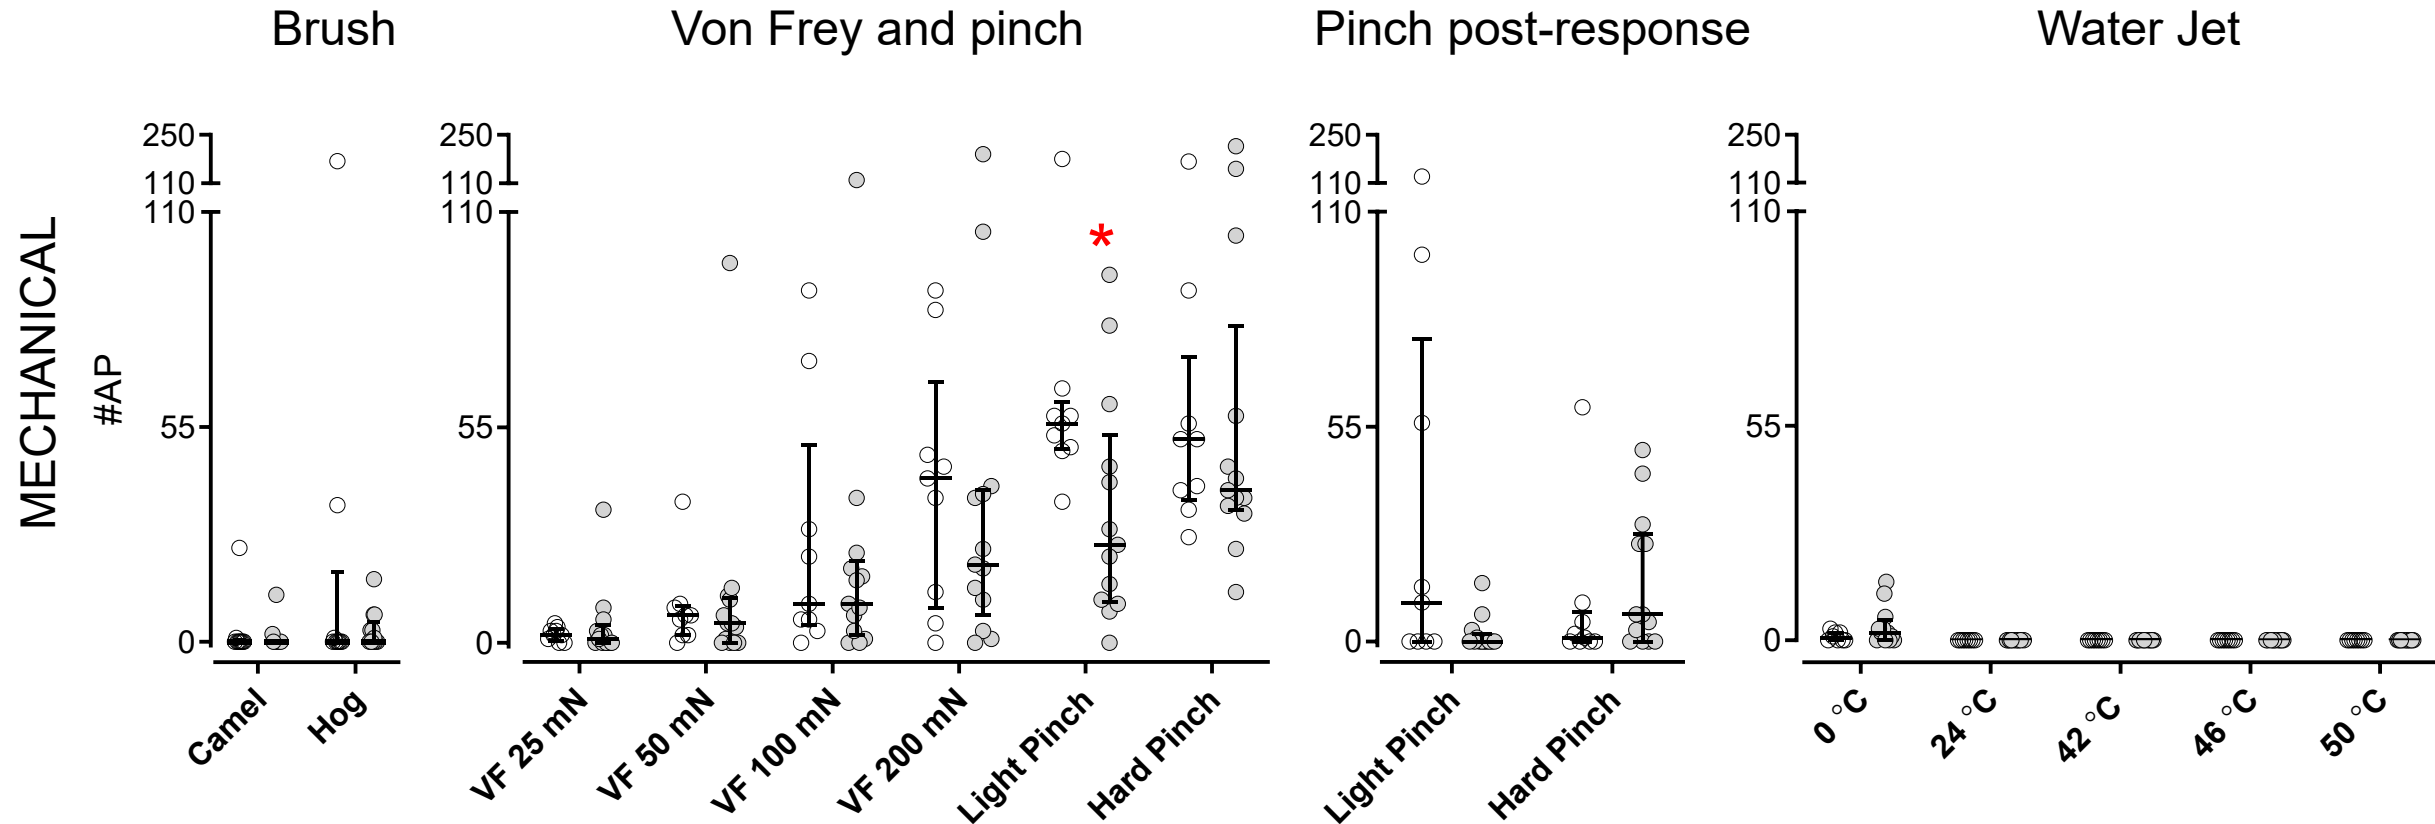 Brush
Von Frey and pinch
Pinch post-response
Water Jet
MECHANICAL
#AP
250
110
110
55
0
Camel
Hog
250
110
110
55
0
*
VF 25 mN
VF 50 mN
VF 100 mN
VF 200 mN
Light Pinch
Hard Pinch
250
110
110
55
0
Light Pinch
Hard Pinch
250
110
110
55
0
0 °C
24 °C
42 °C
46 °C
50 °C